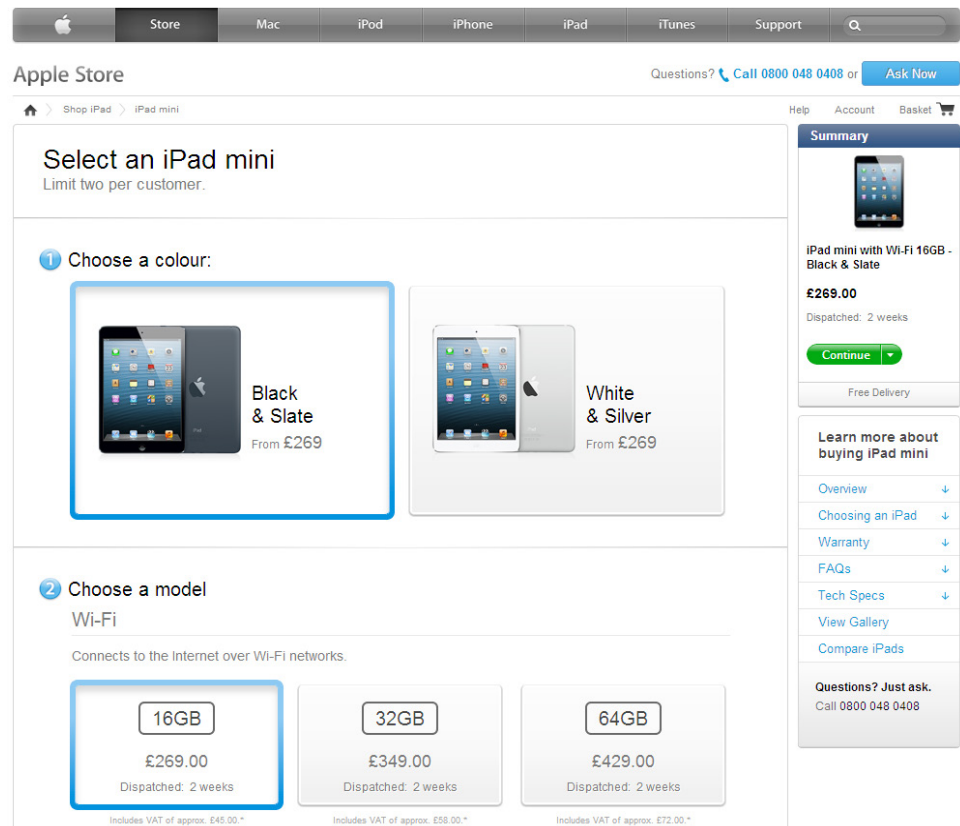 Store Mac iPod iPhone iPad iTunes Support
Apple Store
Questions? Call 0800 048 0408 or Ask Now
Shop iPad iPad mini
Help Account Basket
Select an iPad mini
Limit two per customer.
1 Choose a colour:
Black
& Slate
From £269
White
& Silver
From £269
2 Choose a model
Wi-Fi
Connects to the Internet over Wi-Fi networks.
16GB
£269.00
Dispatched: 2 weeks
Includes VAT of approx. £45.00.*
32GB
£349.00
Dispatched: 2 weeks
Includes VAT of approx. £58.00.*
64GB
£429.00
Dispatched: 2 weeks
Includes VAT of approx. £72.00.*
Summary
iPad mini with Wi-Fi 16GB -
Black & Slate
£269.00
Dispatched: 2 weeks
Continue
Free Delivery
Learn more about
buying iPad mini
Overview
Choosing an iPad
Warranty
FAQs
Tech Specs
View Gallery
Compare iPads
Questions? Just ask.
Call 0800 048 0408